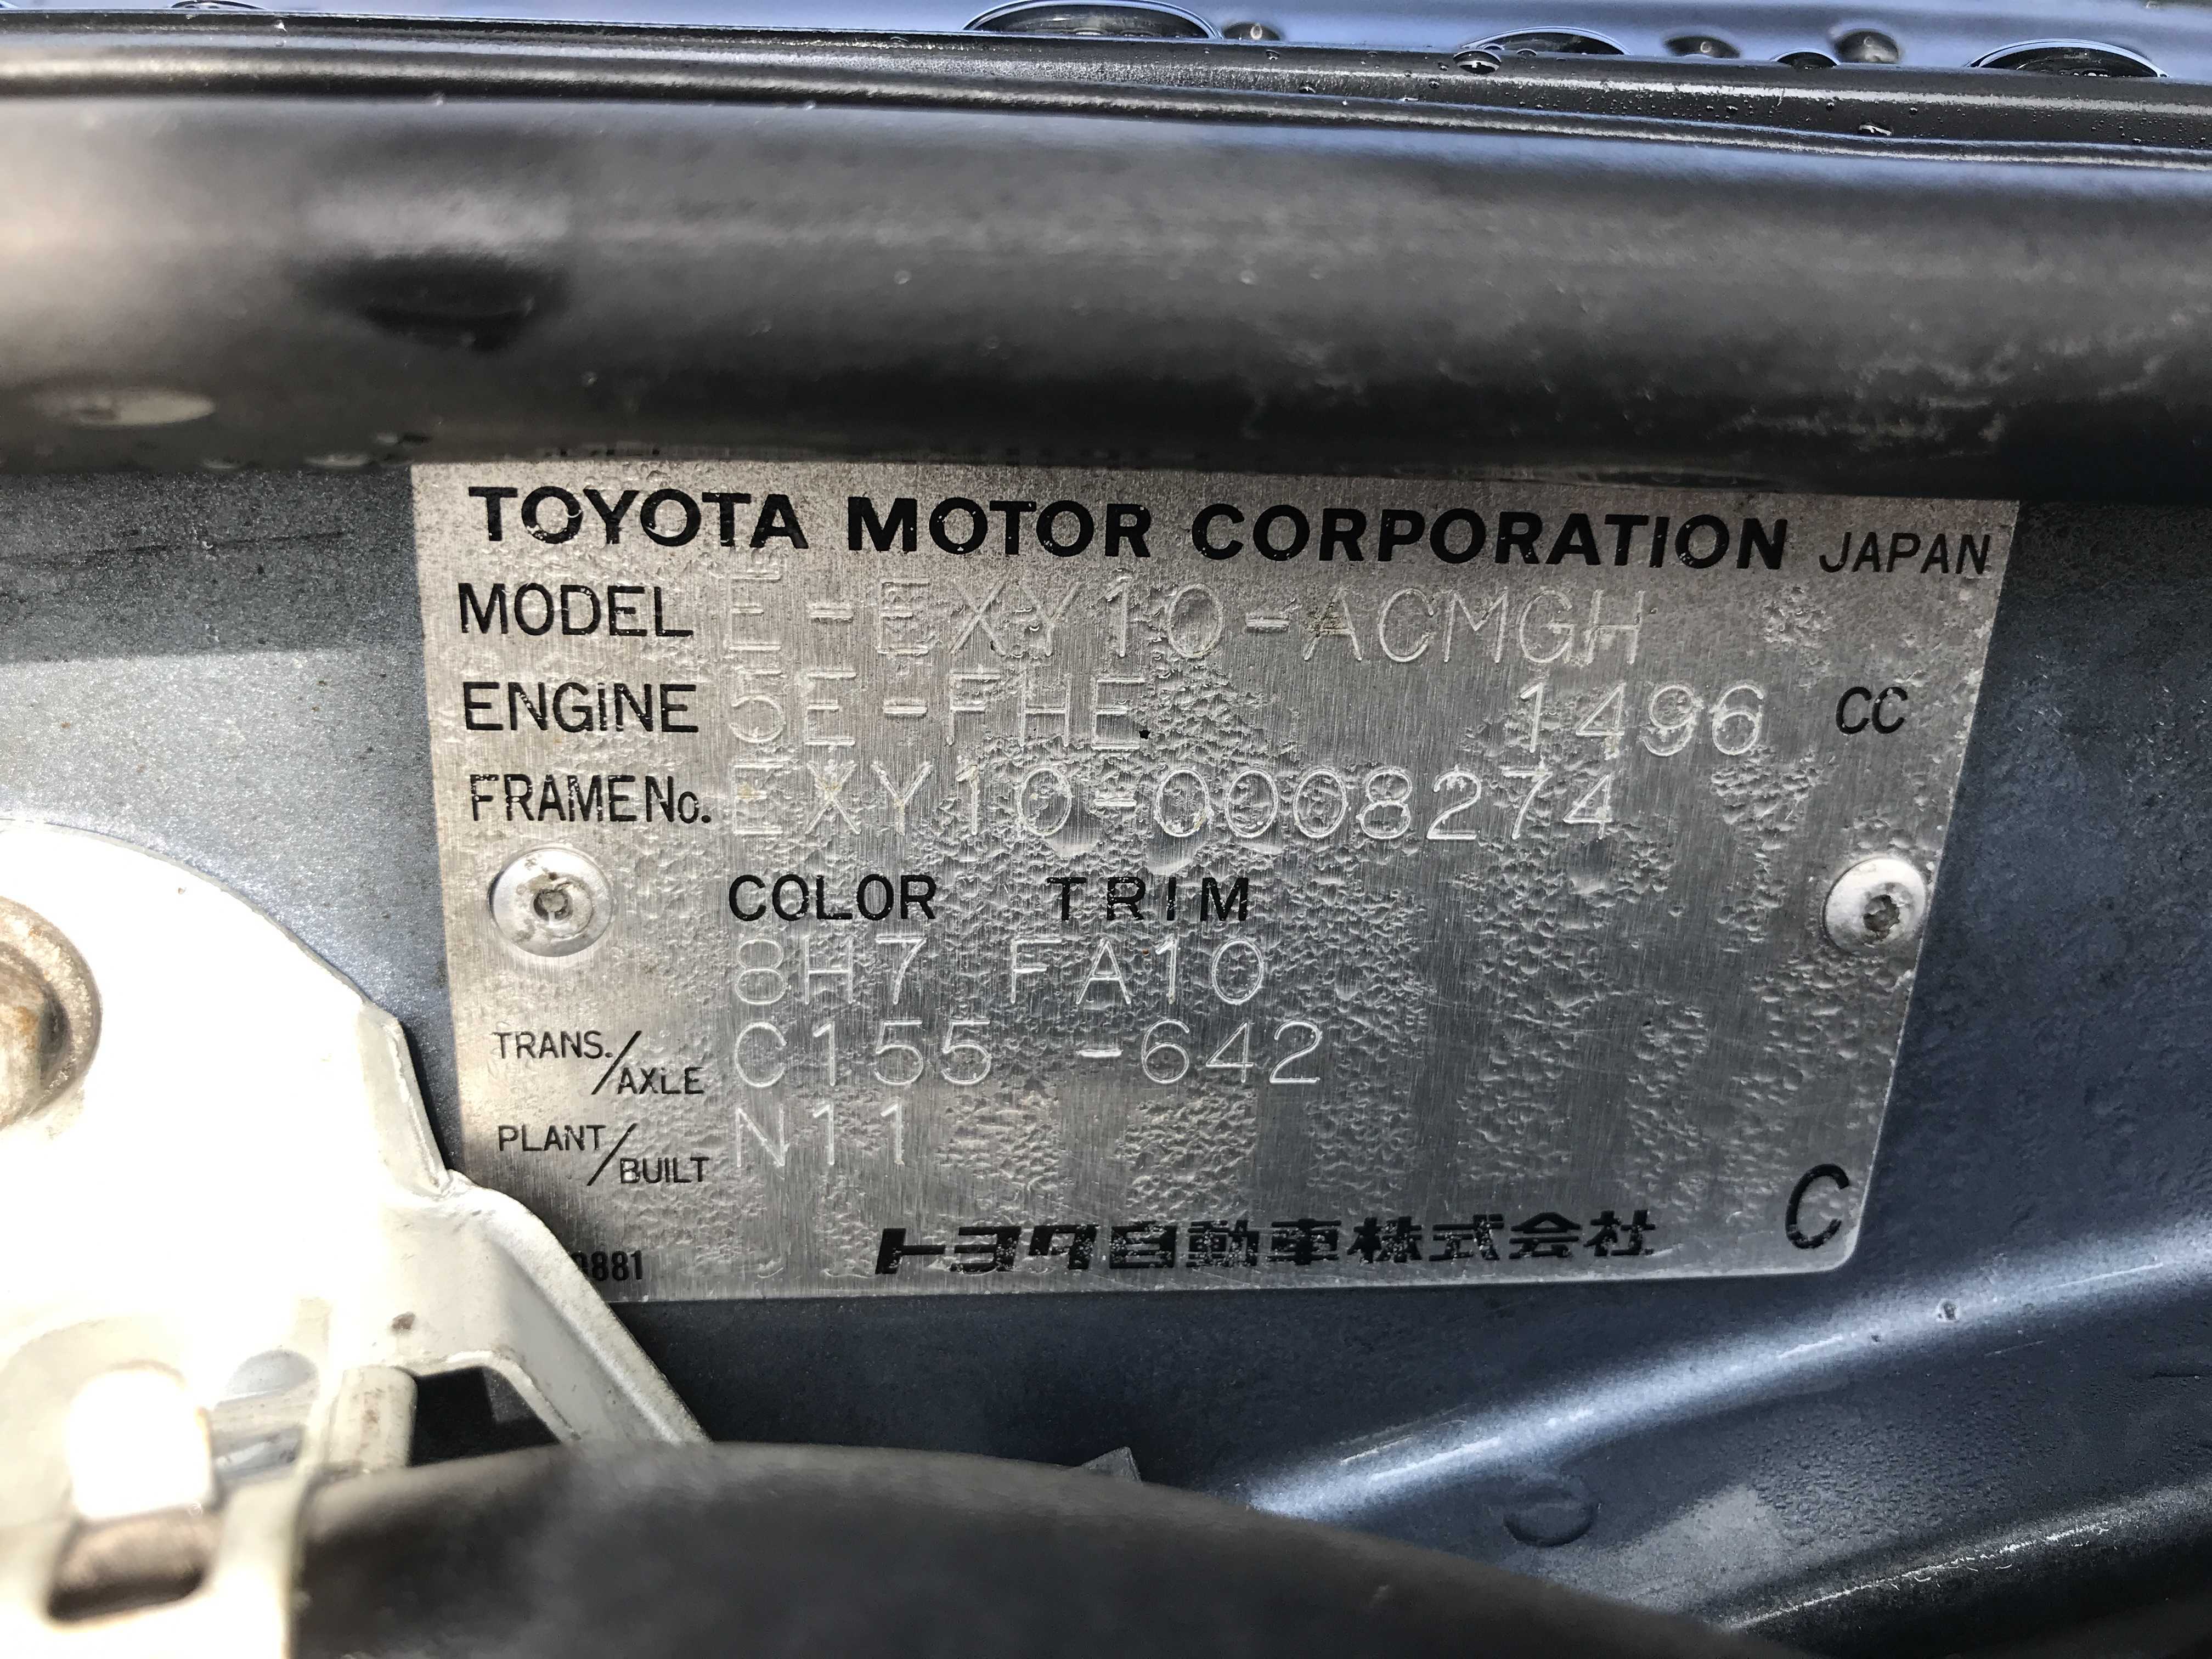 TOYOTA MOTOR CORPORATION JAPAN
MODEL E-EXY10-ACMGH
ENGINE 5E-FHE 1496 CC
FRAME No. EXY10-0008274
COLOR TRIM
8H7 FA10
TRANS./AXLE C155 -642
PLANT/BUILT N11
C
トヨタ自動車株式会社
0881